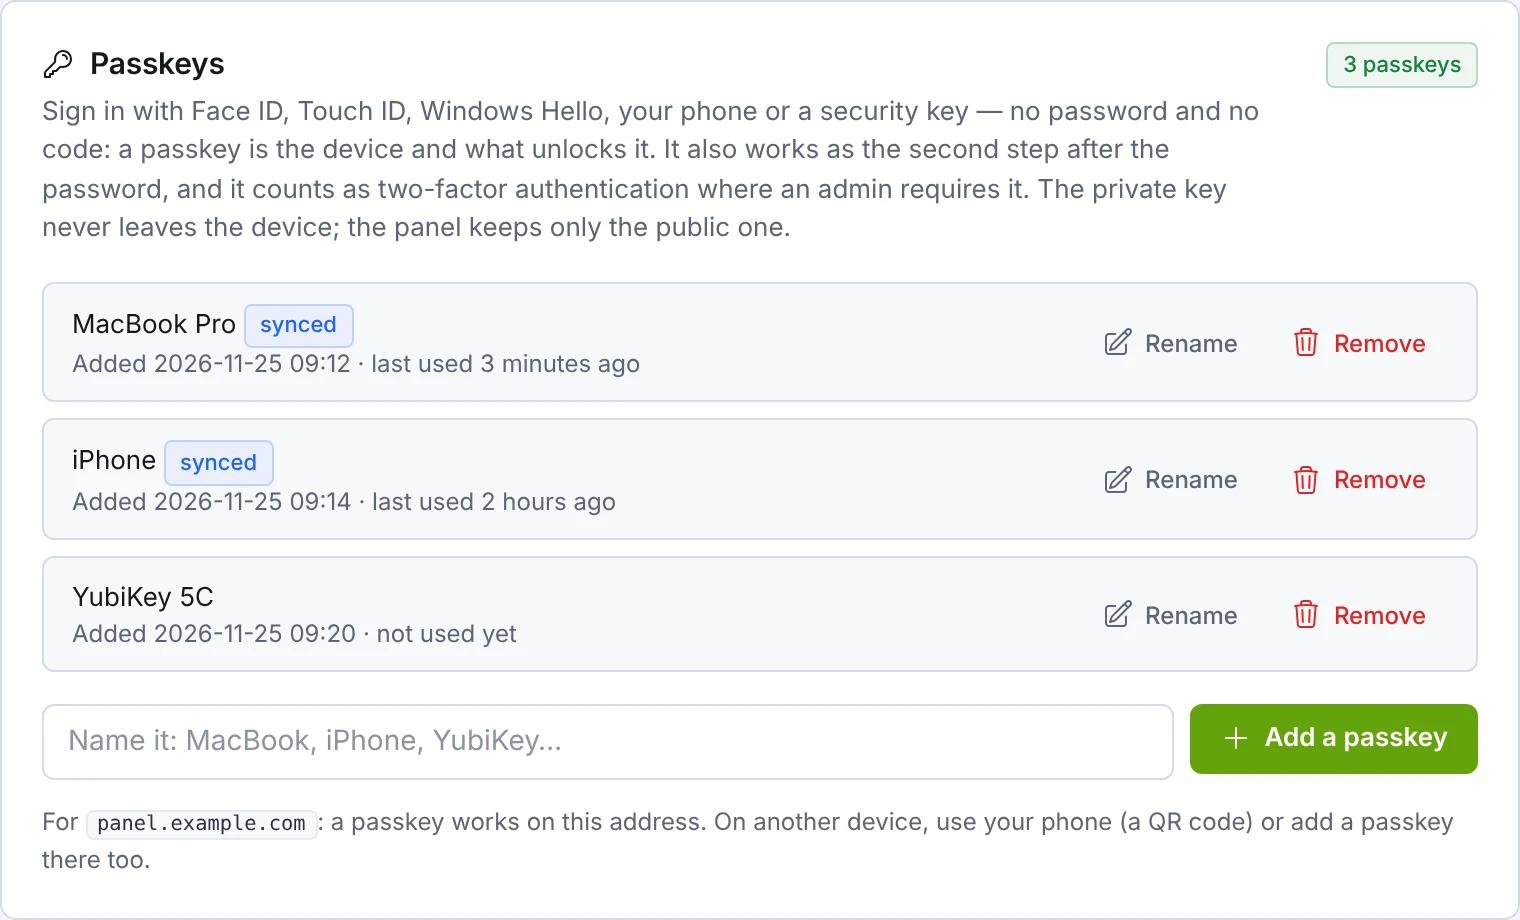 Passkeys
3 passkeys
Sign in with Face ID, Touch ID, Windows Hello, your phone or a security key — no password and no
code: a passkey is the device and what unlocks it. It also works as the second step after the
password, and it counts as two-factor authentication where an admin requires it. The private key
never leaves the device; the panel keeps only the public one.
MacBook Pro synced
Added 2026-11-25 09:12 · last used 3 minutes ago
Rename Remove
iPhone synced
Added 2026-11-25 09:14 · last used 2 hours ago
Rename Remove
YubiKey 5C
Added 2026-11-25 09:20 · not used yet
Rename Remove
Name it: MacBook, iPhone, YubiKey...
Add a passkey
For panel.example.com: a passkey works on this address. On another device, use your phone (a QR code) or add a passkey
there too.